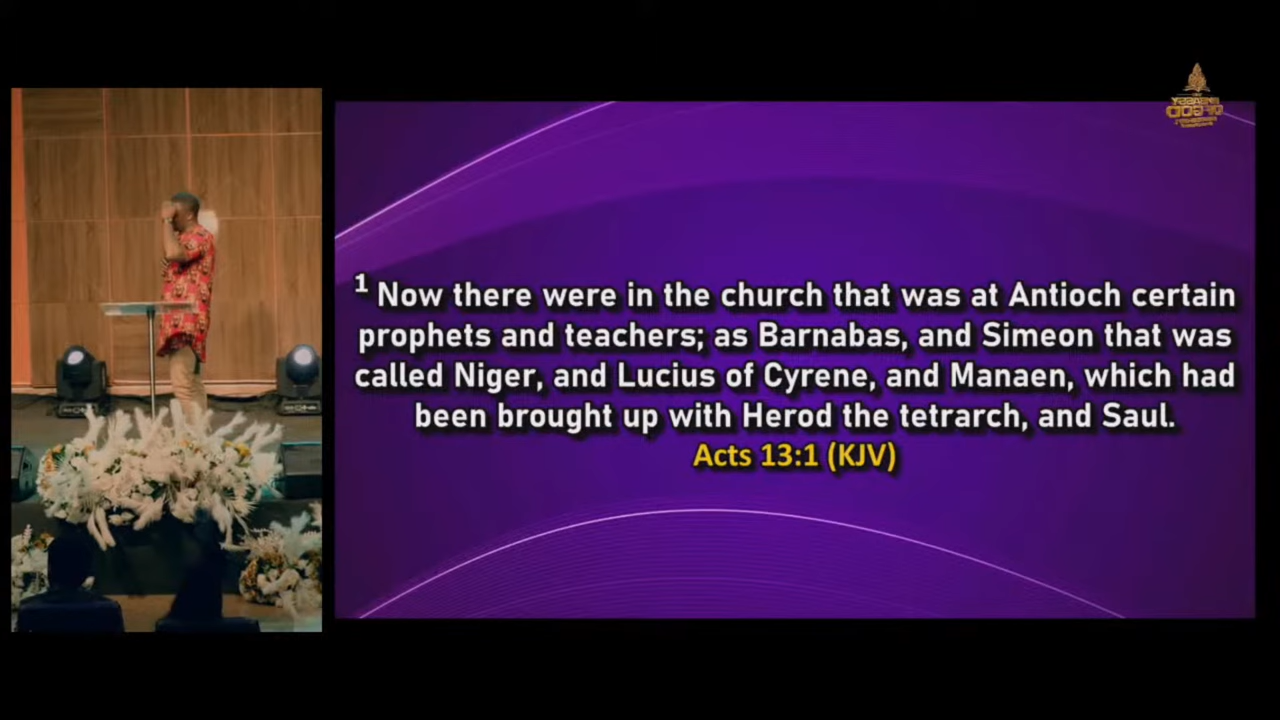 1 Now there were in the church that was at Antioch certain
prophets and teachers; as Barnabas, and Simeon that was
called Niger, and Lucius of Cyrene, and Manaen, which had
been brought up with Herod the tetrarch, and Saul.
Acts 13:1 (KJV)